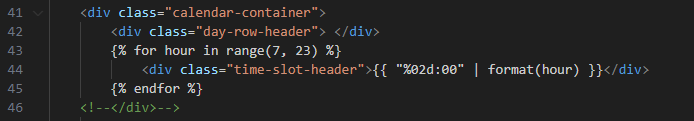 41 <div class="calendar-container">
42 <div class="day-row-header"> </div>
43 {% for hour in range(7, 23) %}
44 <div class="time-slot-header">{{ "%02d:00" | format(hour) }}</div>
45 {% endfor %}
46 <!--</div>-->